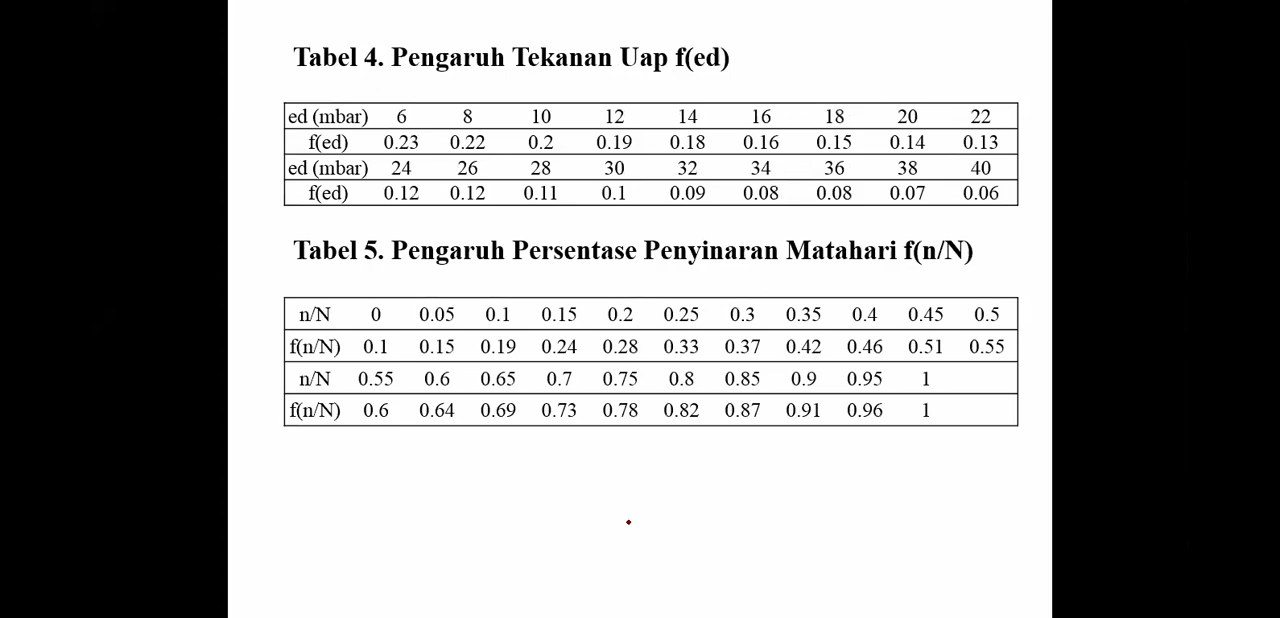 Tabel 4. Pengaruh Tekanan Uap f(ed)
ed (mbar) 6 8 10 12 14 16 18 20 22
f(ed) 0.23 0.22 0.2 0.19 0.18 0.16 0.15 0.14 0.13
ed (mbar) 24 26 28 30 32 34 36 38 40
f(ed) 0.12 0.12 0.11 0.1 0.09 0.08 0.08 0.07 0.06
Tabel 5. Pengaruh Persentase Penyinaran Matahari f(n/N)
n/N 0 0.05 0.1 0.15 0.2 0.25 0.3 0.35 0.4 0.45 0.5
f(n/N) 0.1 0.15 0.19 0.24 0.28 0.33 0.37 0.42 0.46 0.51 0.55
n/N 0.55 0.6 0.65 0.7 0.75 0.8 0.85 0.9 0.95 1
f(n/N) 0.6 0.64 0.69 0.73 0.78 0.82 0.87 0.91 0.96 1